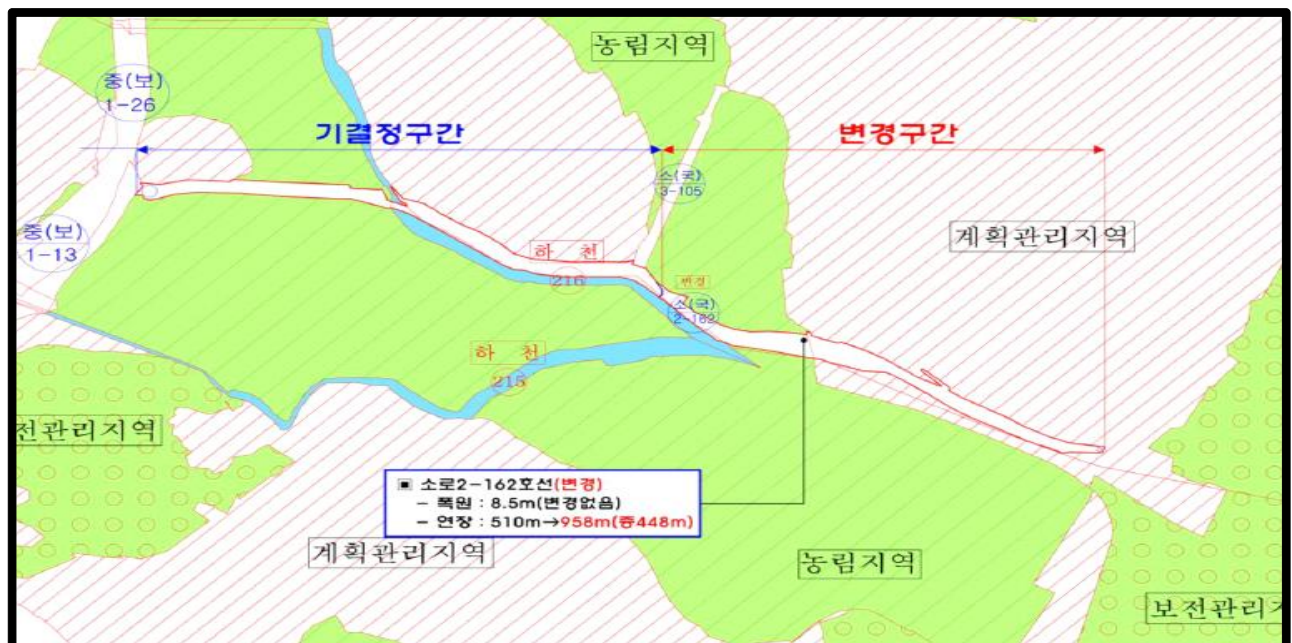 농림지역
중(보)
1-26
기결정구간
변경구간
소(국)
3-105
계획관리지역
중(보)
1-13
하 천
216
변경
소(국)
2-162
하 천
215
전관리지역
▣ 소로2-162호선(변경)
- 폭원 : 8.5m(변경없음)
- 연장 : 510m→958m(증448m)
계획관리지역
농림지역
보전관리지